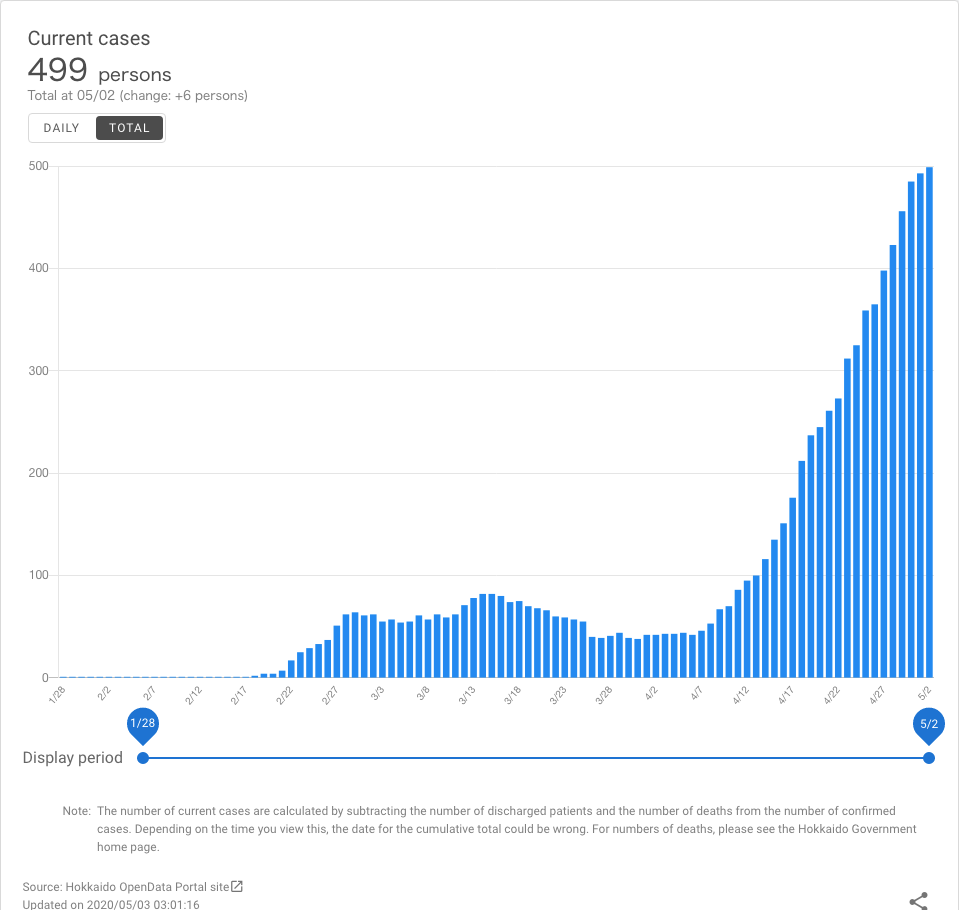 Current cases
499 persons
Total at 05/02 (change: +6 persons)
DAILY TOTAL
500
400
300
200
100
0
1/28 2/2 2/7 2/12 2/17 2/22 2/27 3/3 3/8 3/13 3/18 3/23 3/28 4/2 4/7 4/12 4/17 4/22 4/27 5/2
1/28 5/2
Display period
Note: The number of current cases are calculated by subtracting the number of discharged patients and the number of deaths from the number of confirmed
cases. Depending on the time you view this, the date for the cumulative total could be wrong. For numbers of deaths, please see the Hokkaido Government
home page.
Source: Hokkaido OpenData Portal site
Updated on 2020/05/03 03:01:16